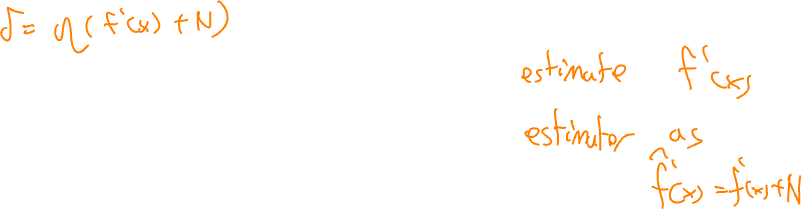 δ = η(f'(x) + N)
estimate f'(x)
estimator as
f̂'(x) = f'(x) + N